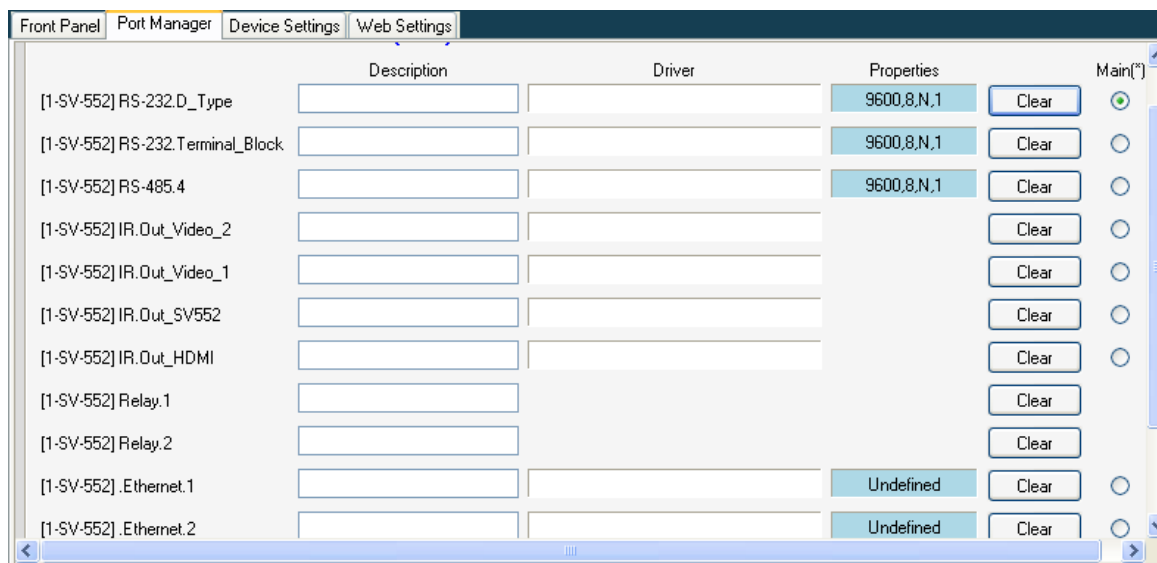 Front Panel Port Manager Device Settings Web Settings
Description Driver Properties Main(*)
[1-SV-552] RS-232.D_Type 9600,8,N,1 Clear
[1-SV-552] RS-232.Terminal_Block 9600,8,N,1 Clear
[1-SV-552] RS-485.4 9600,8,N,1 Clear
[1-SV-552] IR.Out_Video_2 Clear
[1-SV-552] IR.Out_Video_1 Clear
[1-SV-552] IR.Out_SV552 Clear
[1-SV-552] IR.Out_HDMI Clear
[1-SV-552] Relay.1 Clear
[1-SV-552] Relay.2 Clear
[1-SV-552] .Ethernet.1 Undefined Clear
[1-SV-552] .Ethernet.2 Undefined Clear